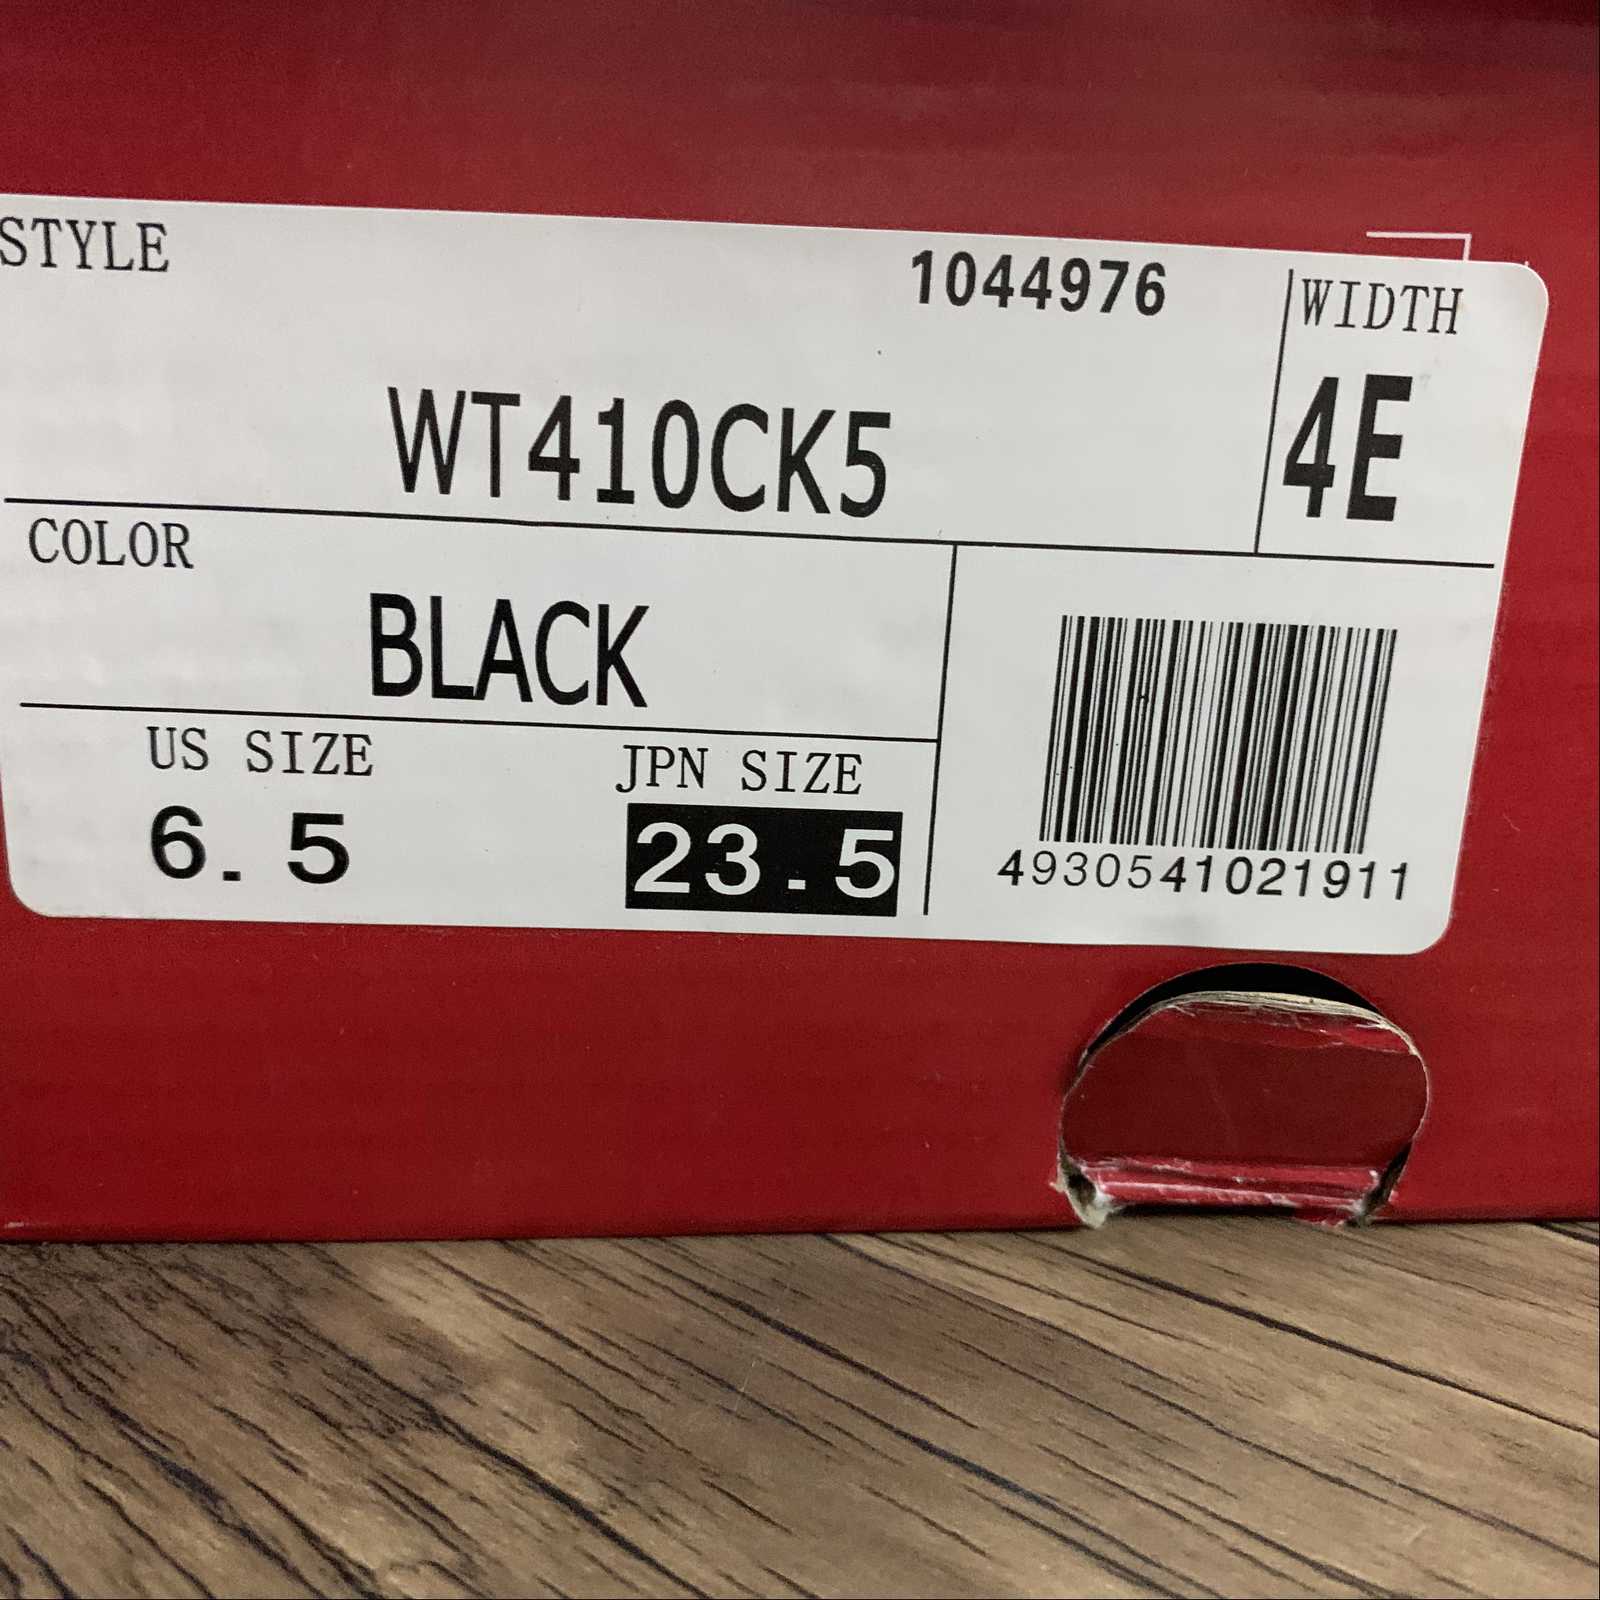 STYLE
1044976
WIDTH
WT410CK5
4E
COLOR
BLACK
US SIZE
JPN SIZE
6.5
23.5
4930541021911